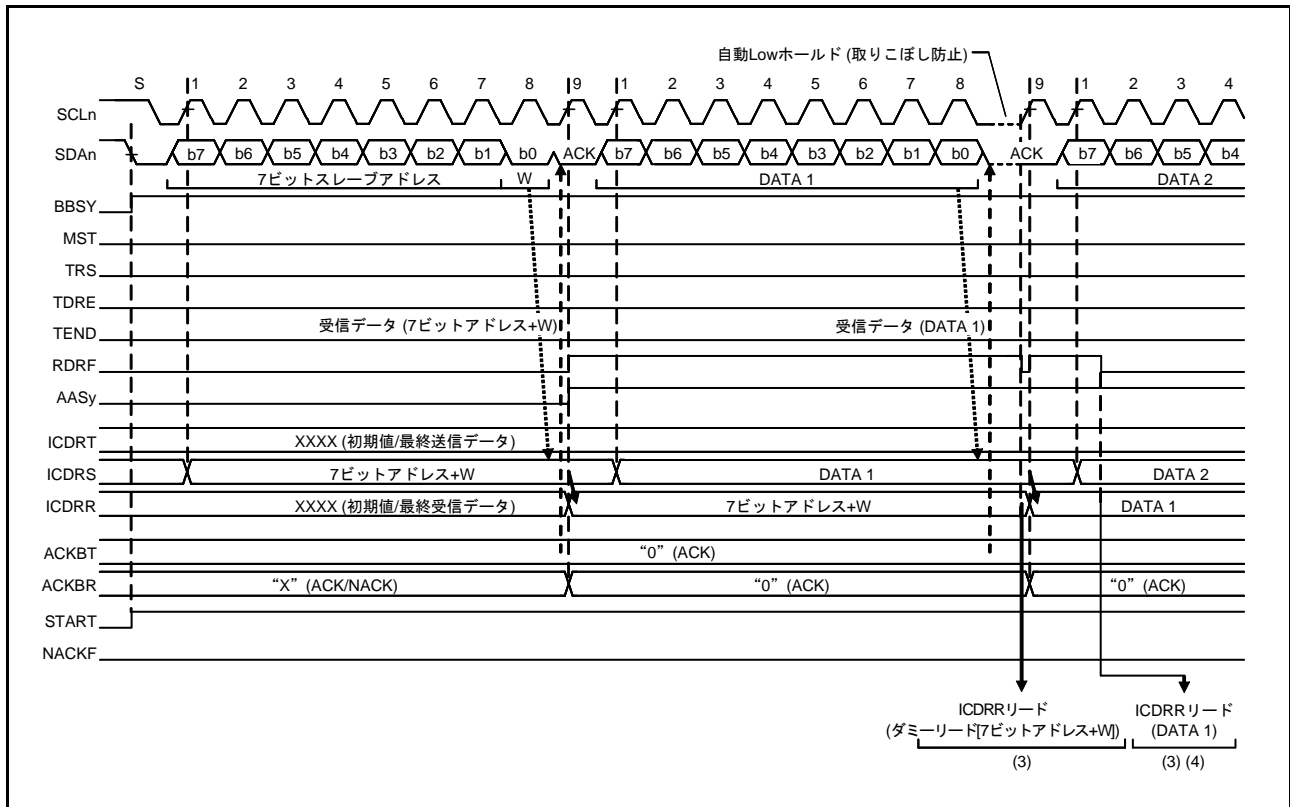 自動Lowホールド (取りこぼし防止)
S 1 2 3 4 5 6 7 8 9 1 2 3 4 5 6 7 8 9 1 2 3 4
SCLn
SDAn b7 b6 b5 b4 b3 b2 b1 b0 ACK b7 b6 b5 b4 b3 b2 b1 b0 ACK b7 b6 b5 b4
7ビットスレーブアドレス W DATA 1 DATA 2
BBSY
MST
TRS
TDRE
TEND 受信データ (7ビットアドレス+W) 受信データ (DATA 1)
RDRF
AASy
ICDRT XXXX (初期値/最終送信データ)
ICDRS 7ビットアドレス+W DATA 1 DATA 2
ICDRR XXXX (初期値/最終受信データ) 7ビットアドレス+W DATA 1
ACKBT “0” (ACK)
ACKBR “X” (ACK/NACK) “0” (ACK) “0” (ACK)
START
NACKF
ICDRRリード
(ダミーリード[7ビットアドレス+W])
(3)
ICDRRリード
(DATA 1)
(3) (4)